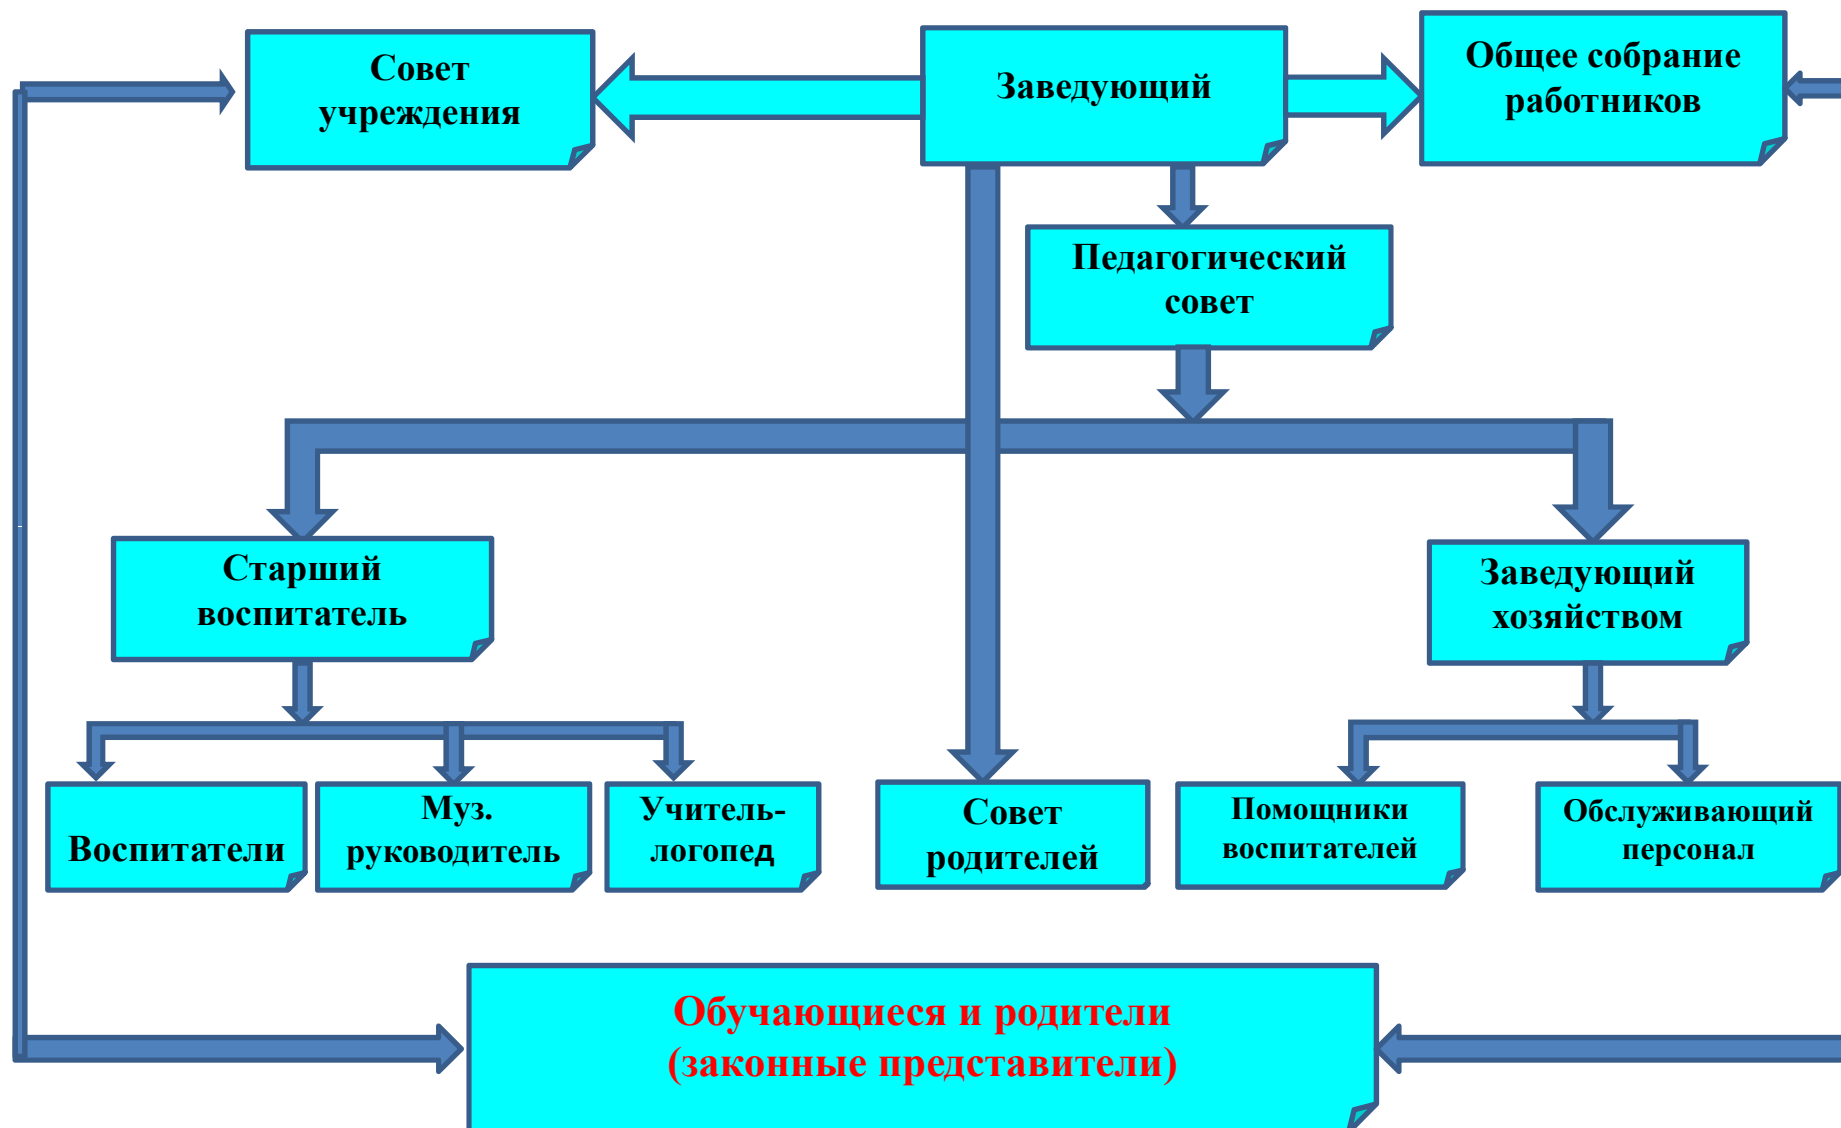 Совет
учреждения
Заведующий
Общее собрание
работников
Педагогический
совет
Старший
воспитатель
Заведующий
хозяйством
Воспитатели
Муз.
руководитель
Учитель-
логопед
Совет
родителей
Помощники
воспитателей
Обслуживающий
персонал
Обучающиеся и родители
(законные представители)